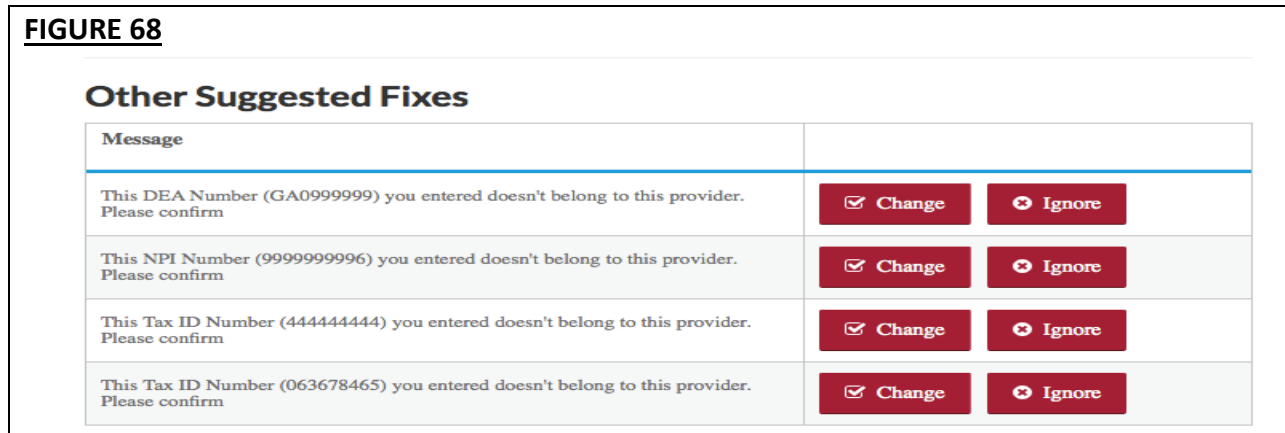 FIGURE 68
Other Suggested Fixes
Message
This DEA Number (GA0999999) you entered doesn't belong to this provider.
Please confirm
Change
Ignore
This NPI Number (9999999996) you entered doesn't belong to this provider.
Please confirm
Change
Ignore
This Tax ID Number (444444444) you entered doesn't belong to this provider.
Please confirm
Change
Ignore
This Tax ID Number (063678465) you entered doesn't belong to this provider.
Please confirm
Change
Ignore